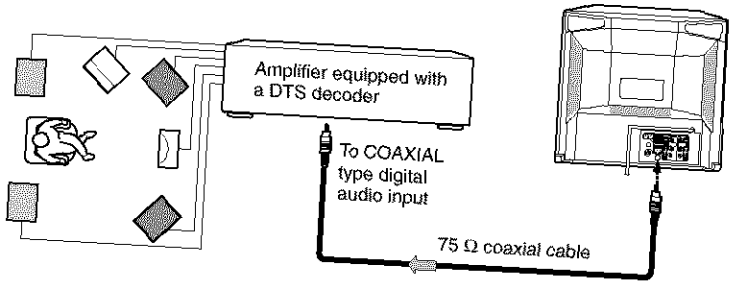 Amplifier equipped with
a DTS decoder
To COAXIAL
type digital
audio input
75 Ω coaxial cable